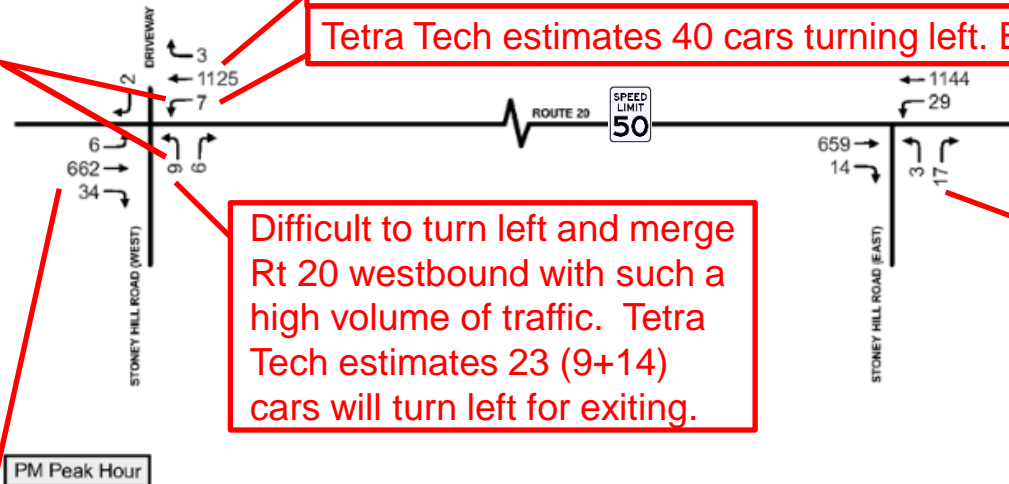 Tetra Tech estimates 40 cars turning left. E
DRIVEWAY
3
1125
7
2
6
662
34
9
6
ROUTE 20
SPEED
LIMIT
50
1144
29
659
14
3
17
STONEY HILL ROAD (WEST)
STONEY HILL ROAD (EAST)
Difficult to turn left and merge
Rt 20 westbound with such a
high volume of traffic. Tetra
Tech estimates 23 (9+14)
cars will turn left for exiting.
PM Peak Hour